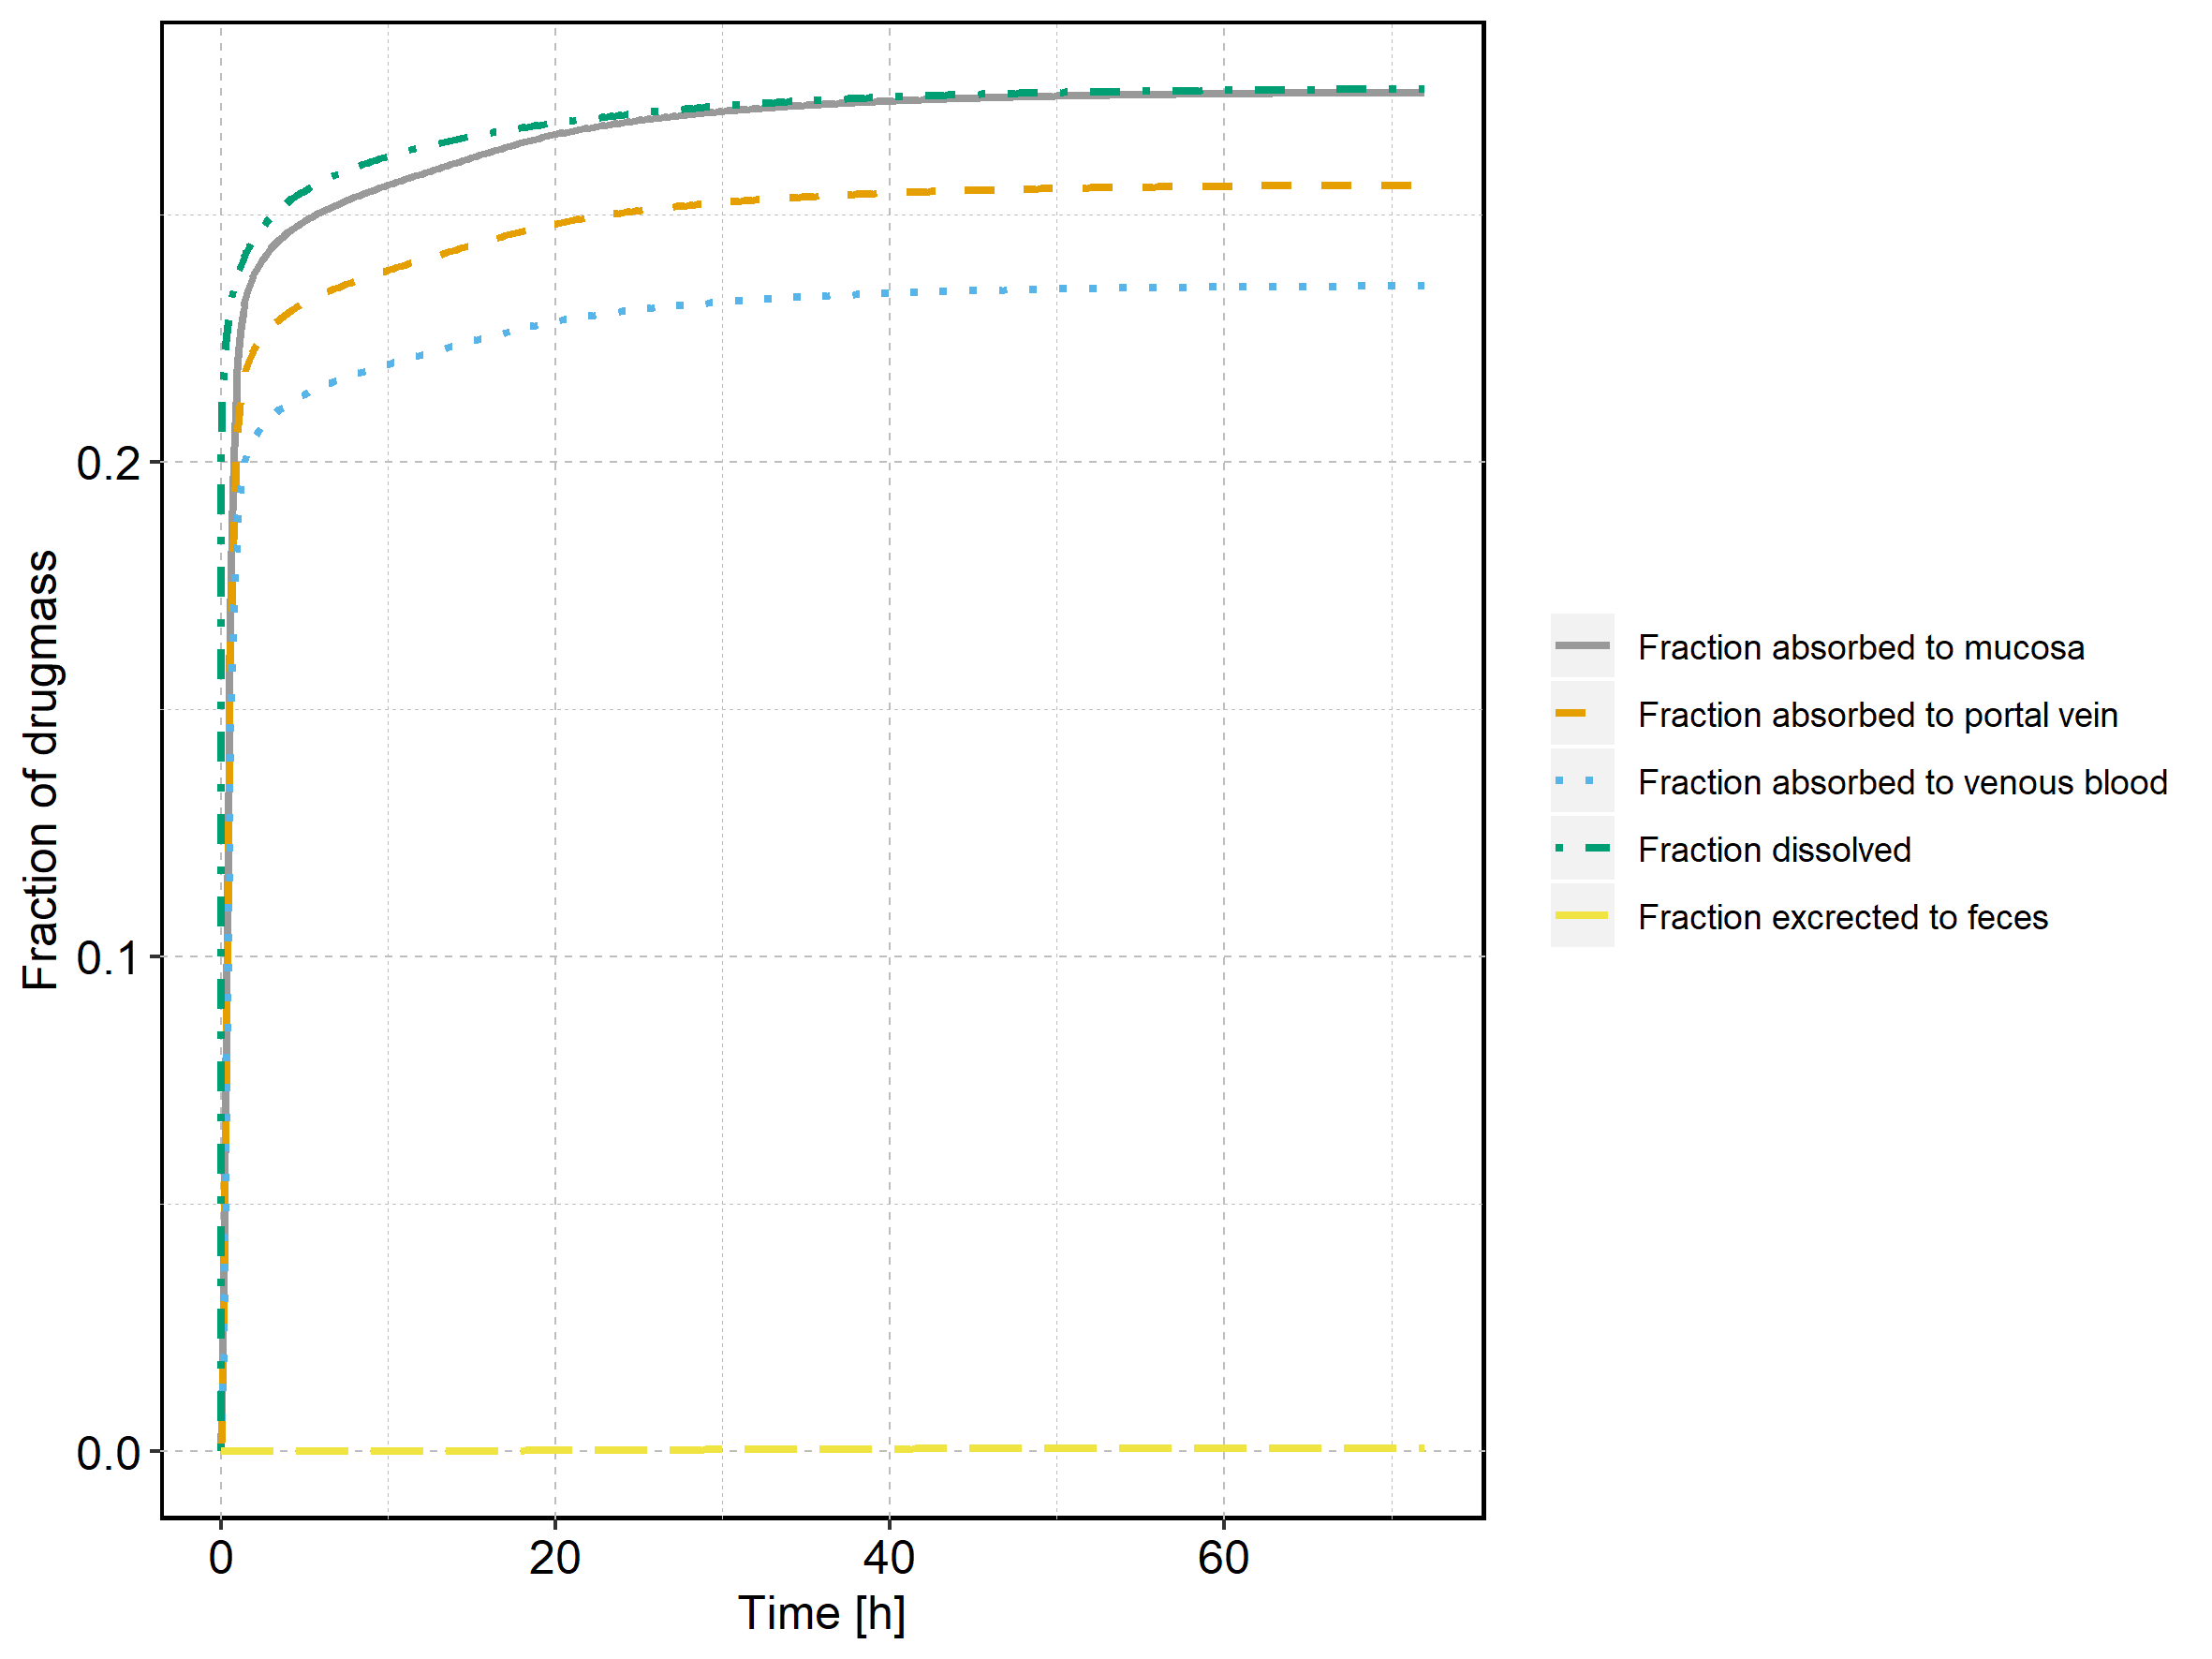 Fraction of drugmass
0.2
0.1
0.0
0
20
40
60
Time [h]
Fraction absorbed to mucosa
Fraction absorbed to portal vein
Fraction absorbed to venous blood
Fraction dissolved
Fraction excrected to feces